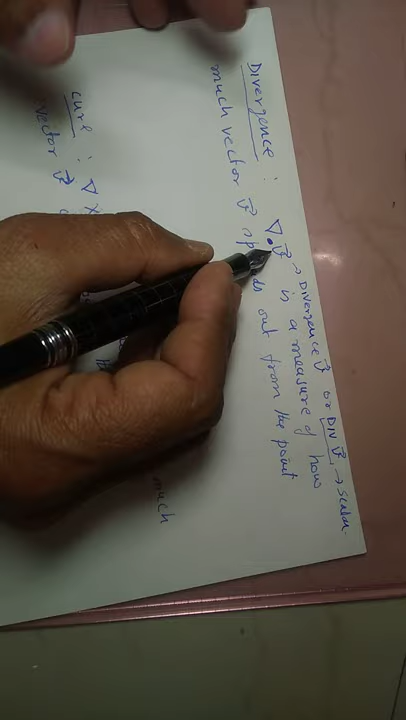 Divergence : ∇·v⃗ → Divergence v⃗ or Div v⃗ → scalar
is a measure of how
much vector v⃗ spreads out from the point
curl : ∇ ×
vector v⃗
much